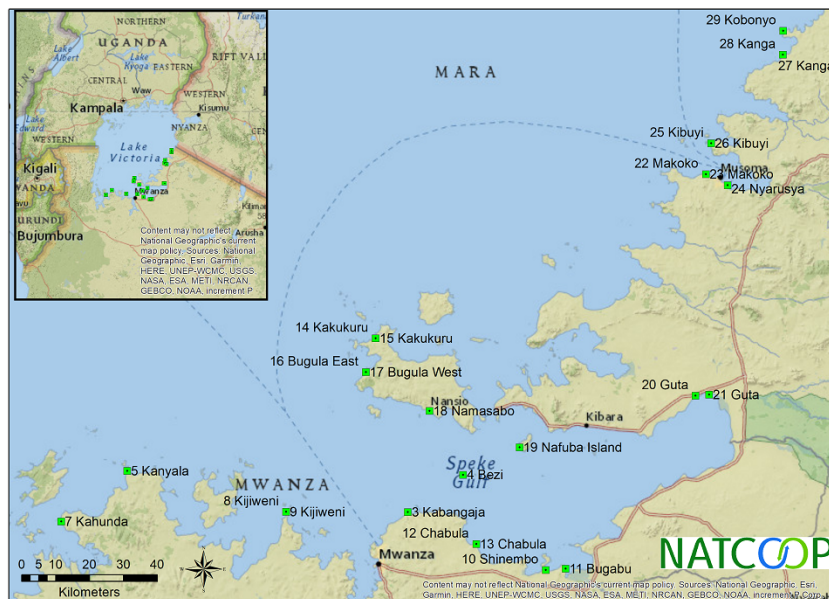 NORTHERN
UGANDA
Lake
Albert
Lake
Kyoga
EASTERN
RIFT VAL
CENTRAL
Waw
WESTERN
Kampala
Kisumu
NYANZA
Lake
Edward
WESTERN
Lake
Victoria
Kigali
Mwanza
Bujumbura
Arusha
Content may not reflect
National Geographic's current
map policy. Sources: National
Geographic, Esri, Garmin,
HERE, UNEP-WCMC, USGS,
NASA, ESA, METI, NRCAN,
GEBCO, NOAA, increment P
29 Kobonyo
28 Kanga
27 Kanga
MARA
25 Kibuyi
26 Kibuyi
22 Makoko
Musoma
23 Makoko
24 Nyarusya
14 Kakukuru
15 Kakukuru
16 Bugula East
17 Bugula West
Nansio
18 Namasabo
20 Guta
21 Guta
Kibara
19 Nafuba Island
Speke
Gulf
4 Bezi
5 Kanyala
MWANZA
8 Kijiweni
9 Kijiweni
7 Kahunda
3 Kabangaja
12 Chabula
13 Chabula
10 Shinembo
11 Bugabu
Mwanza
NATCOOP
0 5 10 20 30 40
Kilometers
Content may not reflect National Geographic's current map policy. Sources: National Geographic, Esri,
Garmin, HERE, UNEP-WCMC, USGS, NASA, ESA, METI, NRCAN, GEBCO, NOAA, increment P Corp.